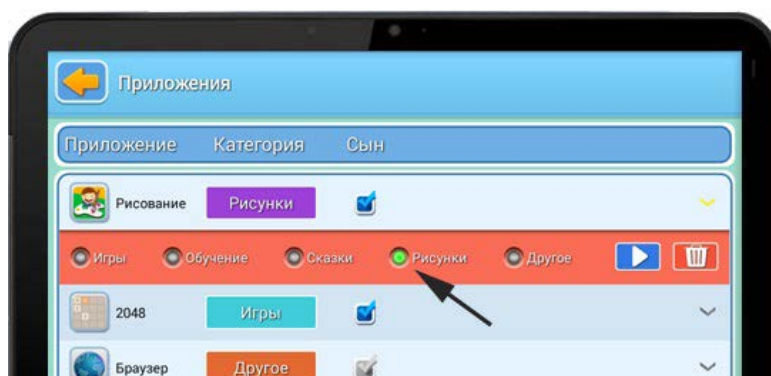 Приложения
Приложение Категория Сын
Рисование Рисунки
Игры Обучение Сказки Рисунки Другое
2048 Игры
Браузер Другое